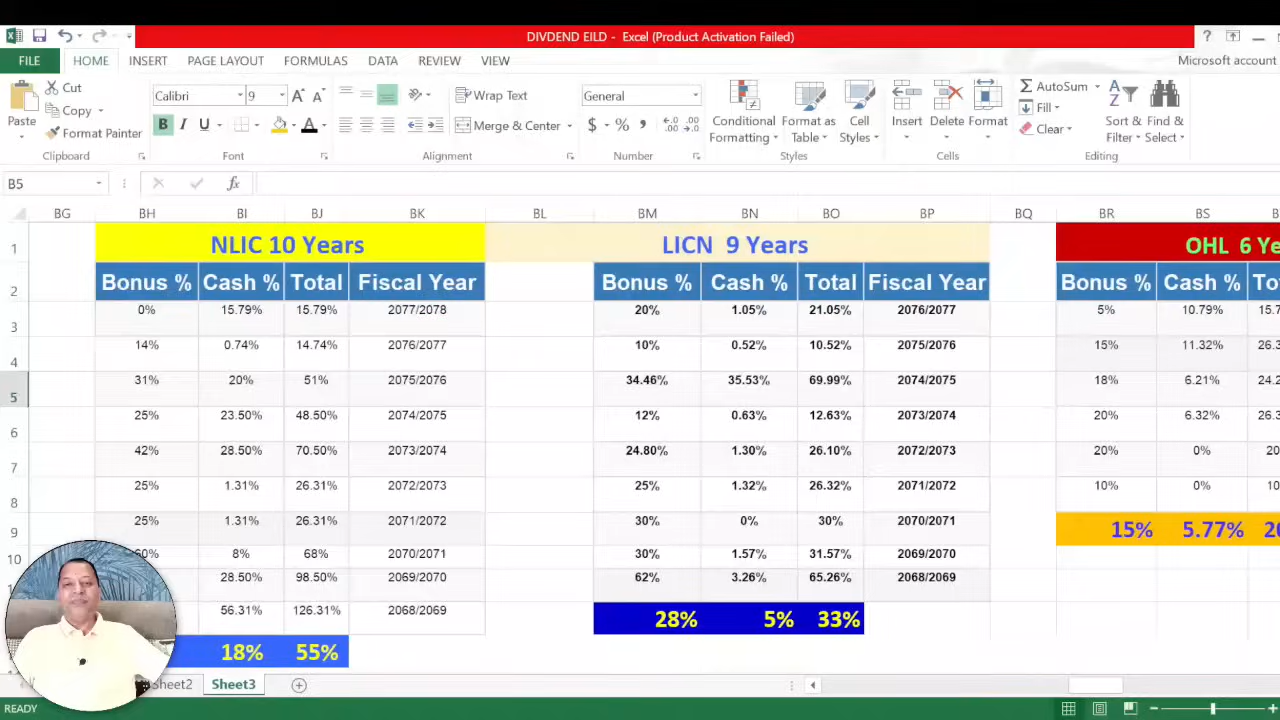 DIVDEND EILD - Excel (Product Activation Failed)
FILE HOME INSERT PAGE LAYOUT FORMULAS DATA REVIEW VIEW Microsoft account
Paste Cut Copy Format Painter
Calibri 9
B I U
Wrap Text
Merge & Center
General
$ % ,
Conditional Formatting Format as Table Cell Styles
Insert Delete Format
AutoSum Fill Clear
Sort & Filter Find & Select
Clipboard Font Alignment Number Styles Cells Editing
B5 fx
BG BH BI BJ BK BL BM BN BO BP BQ BR BS
1 NLIC 10 Years LICN 9 Years OHL 6 Ye
2 Bonus % Cash % Total Fiscal Year Bonus % Cash % Total Fiscal Year Bonus % Cash %
3 0% 15.79% 15.79% 2077/2078 20% 1.05% 21.05% 2076/2077 5% 10.79% 15.7
4 14% 0.74% 14.74% 2076/2077 10% 0.52% 10.52% 2075/2076 15% 11.32% 26.3
5 31% 20% 51% 2075/2076 34.46% 35.53% 69.99% 2074/2075 18% 6.21% 24.2
6 25% 23.50% 48.50% 2074/2075 12% 0.63% 12.63% 2073/2074 20% 6.32% 26.3
7 42% 28.50% 70.50% 2073/2074 24.80% 1.30% 26.10% 2072/2073 20% 0% 20
8 25% 1.31% 26.31% 2072/2073 25% 1.32% 26.32% 2071/2072 10% 0% 10
9 25% 1.31% 26.31% 2071/2072 30% 0% 30% 2070/2071 15% 5.77%
10 8% 68% 2070/2071 30% 1.57% 31.57% 2069/2070
28.50% 98.50% 2069/2070 62% 3.26% 65.26% 2068/2069
56.31% 126.31% 2068/2069 28% 5% 33%
18% 55%
Sheet2 Sheet3
READY